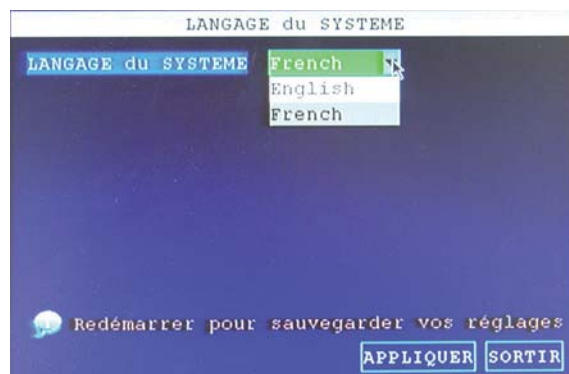 LANGAGE du SYSTEME
LANGAGE du SYSTEME French
English
French
Redémarrer pour sauvegarder vos réglages
APPLIQUER SORTIR